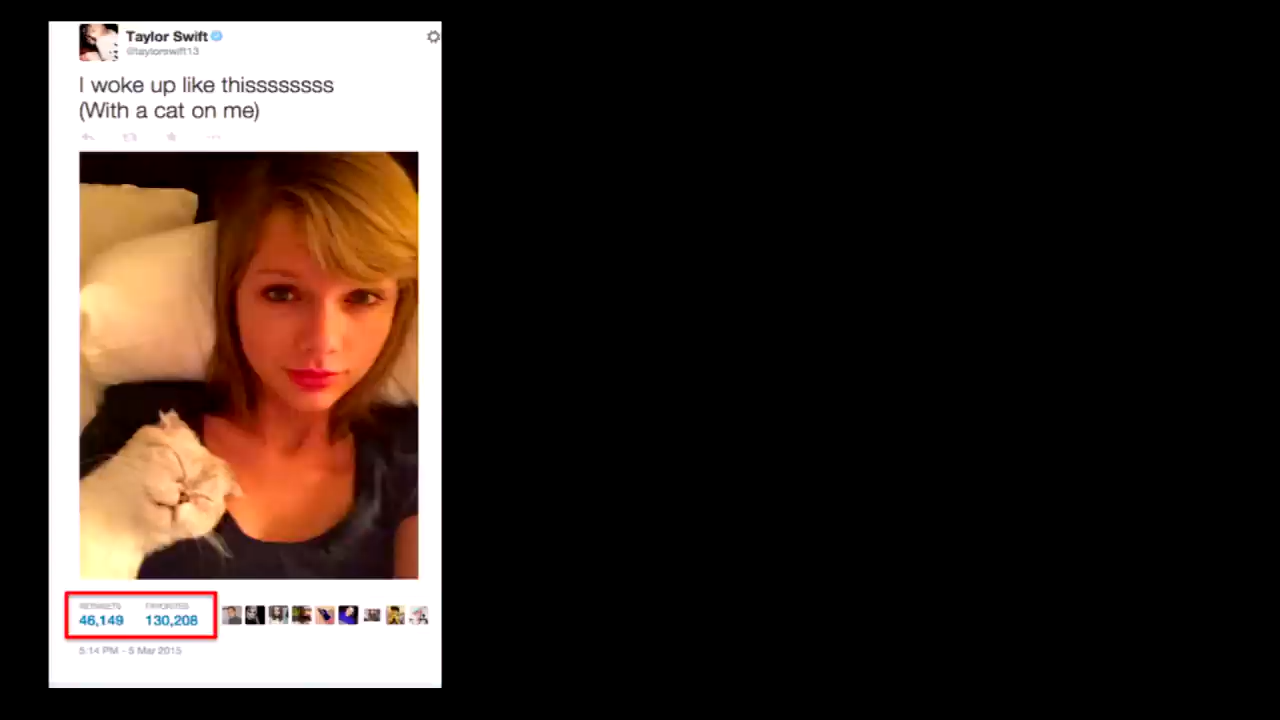 Taylor Swift
@taylorswift13
I woke up like thisssssssss
(With a cat on me)
RETWEETS FAVORITES
46,149 130,208
5:14 PM - 5 Mar 2015